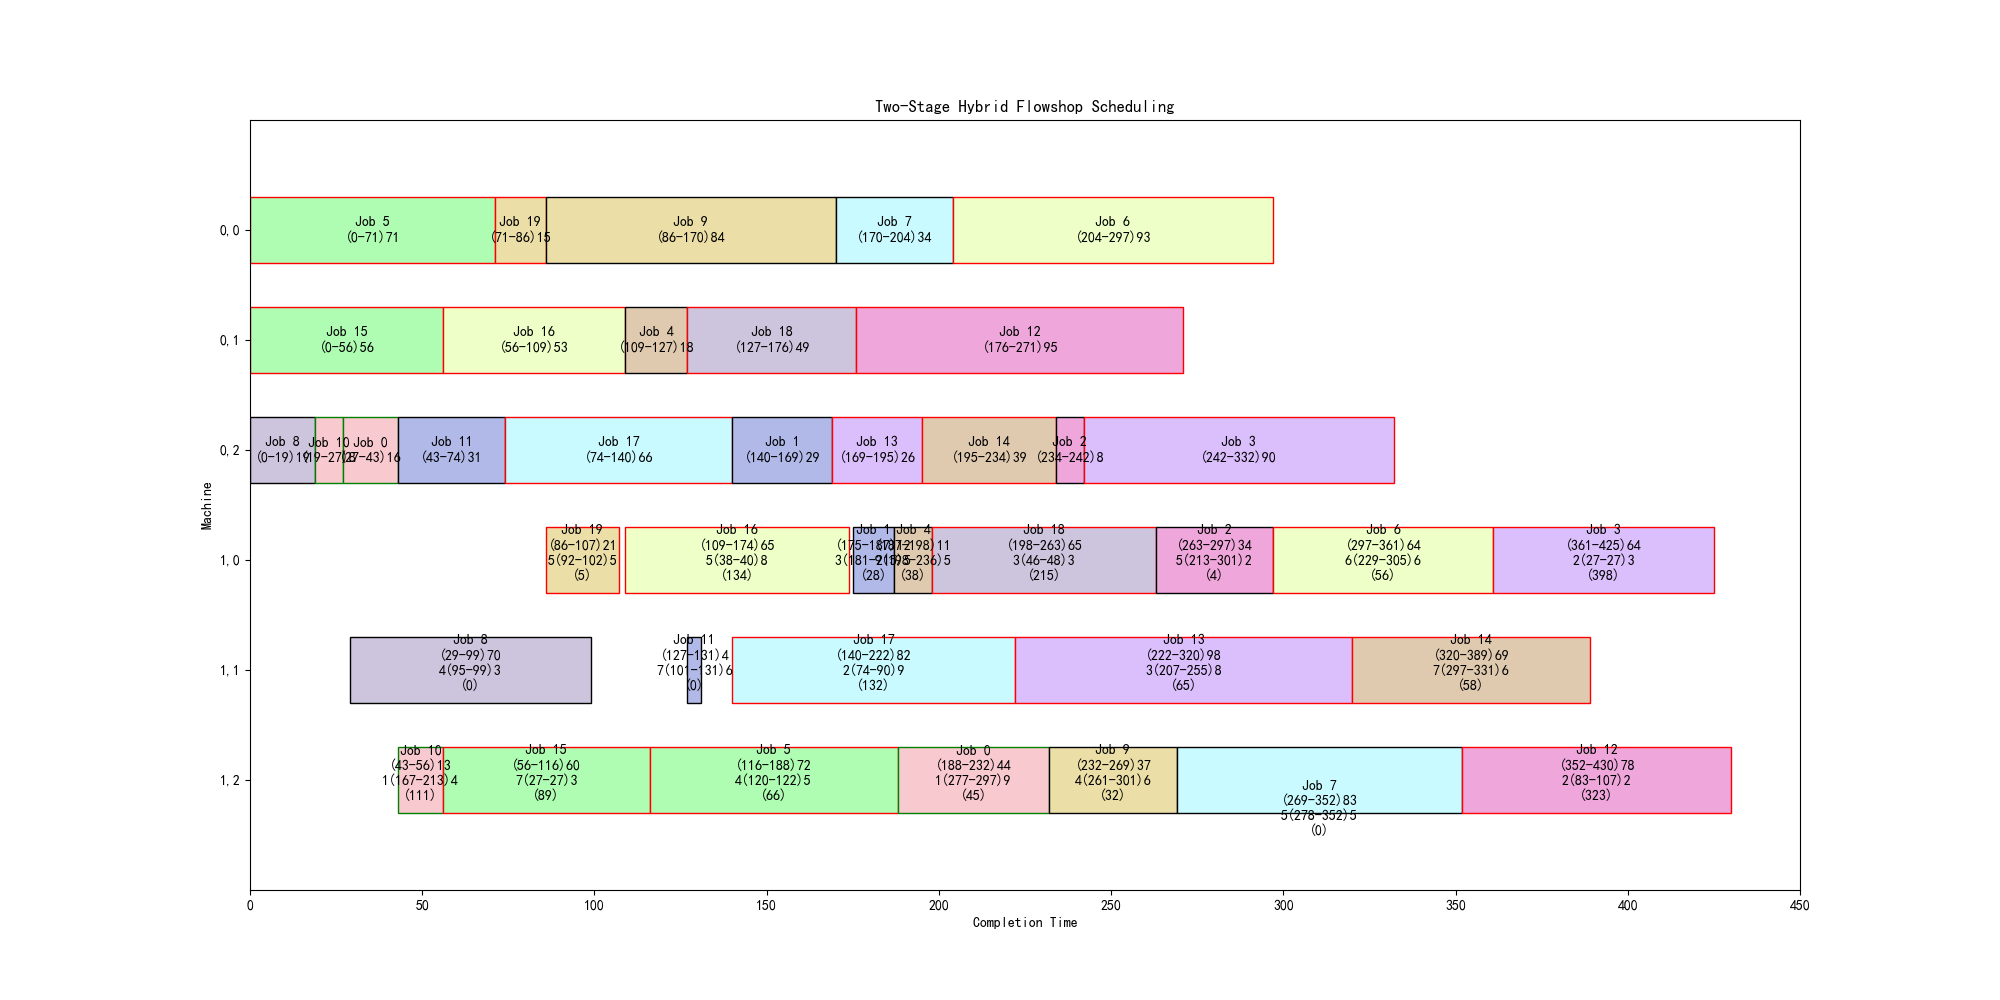 Two-Stage Hybrid Flowshop Scheduling
Machine
0,0
Job 5
(0-71)71
Job 19
(71-86)15
Job 9
(86-170)84
Job 7
(170-204)34
Job 6
(204-297)93
0,1
Job 15
(0-56)56
Job 16
(56-109)53
Job 4
(109-127)18
Job 18
(127-176)49
Job 12
(176-271)95
0,2
Job 8
(0-19)19
Job 10
(19-27)8
Job 0
(27-43)16
Job 11
(43-74)31
Job 17
(74-140)66
Job 1
(140-169)29
Job 13
(169-195)26
Job 14
(195-234)39
Job 2
(234-242)8
Job 3
(242-332)90
1,0
Job 19
(86-107)21
5(92-102)5
(5)
Job 16
(109-174)65
5(38-40)8
(134)
Job 1
(175-187)12
(28)
Job 4
(187-198)11
(38)
Job 18
(198-263)65
3(46-48)3
(215)
Job 2
(263-297)34
5(213-301)2
(4)
Job 6
(297-361)64
6(229-305)6
(56)
Job 3
(361-425)64
2(27-27)3
(398)
1,1
Job 8
(29-99)70
4(95-99)3
(0)
Job 11
(127-131)4
7(101-131)6
(0)
Job 17
(140-222)82
2(74-90)9
(132)
Job 13
(222-320)98
3(207-255)8
(65)
Job 14
(320-389)69
7(297-331)6
(58)
1,2
Job 10
(43-56)13
1(167-213)4
(111)
Job 15
(56-116)60
7(27-27)3
(89)
Job 5
(116-188)72
4(120-122)5
(66)
Job 0
(188-232)44
1(277-297)9
(45)
Job 9
(232-269)37
4(261-301)6
(32)
Job 7
(269-352)83
5(278-352)5
(0)
Job 12
(352-430)78
2(83-107)2
(323)
0 50 100 150 200 250 300 350 400 450
Completion Time